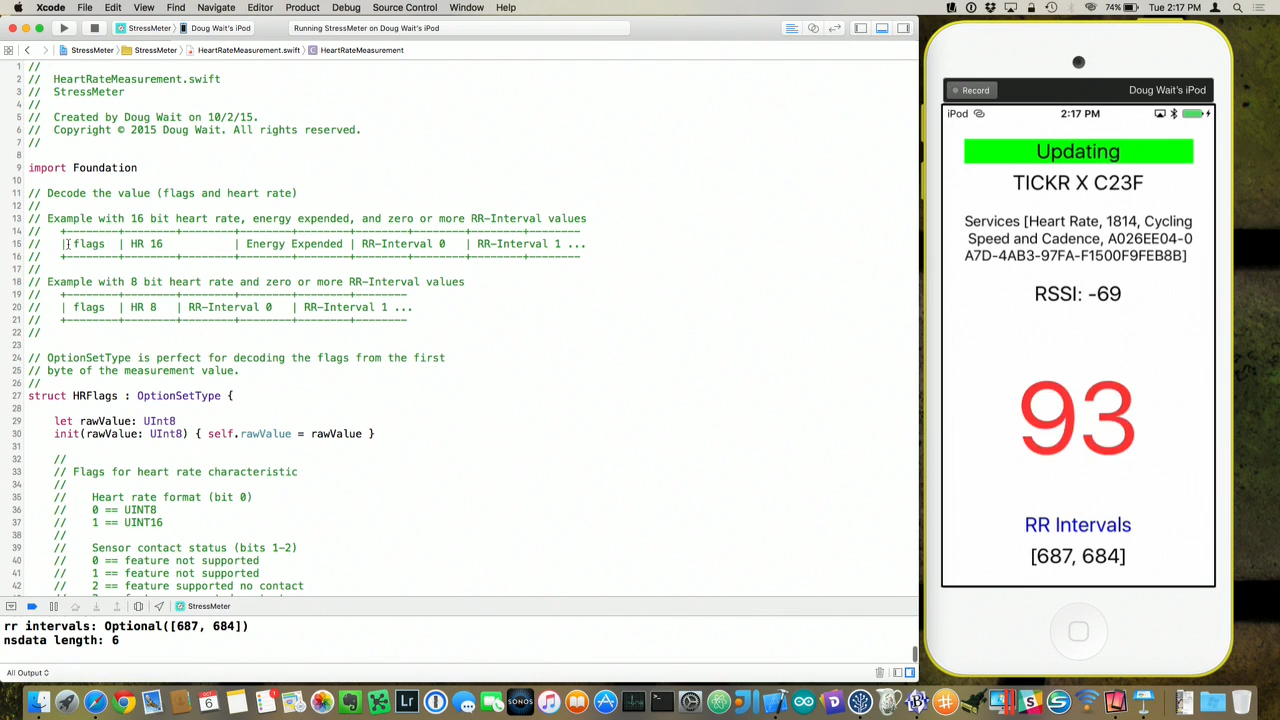 Xcode File Edit View Find Navigate Editor Product Debug Source Control Window Help
74% Tue 2:17 PM
StressMeter Doug Wait's iPod Running StressMeter on Doug Wait's iPod
StressMeter StressMeter HeartRateMeasurement.swift HeartRateMeasurement
1 //
2 // HeartRateMeasurement.swift
3 // StressMeter
4 //
5 // Created by Doug Wait on 10/2/15.
6 // Copyright © 2015 Doug Wait. All rights reserved.
7 //
8
9 import Foundation
10
11 // Decode the value (flags and heart rate)
12 //
13 // Example with 16 bit heart rate, energy expended, and zero or more RR-Interval values
14 // +--------+--------+--------+--------+--------+--------+--------+--------+--------
15 // | flags | HR 16 | Energy Expended | RR-Interval 0 | RR-Interval 1 ...
16 // +--------+--------+--------+--------+--------+--------+--------+--------+--------
17 //
18 // Example with 8 bit heart rate and zero or more RR-Interval values
19 // +--------+--------+--------+--------+--------+--------
20 // | flags | HR 8 | RR-Interval 0 | RR-Interval 1 ...
21 // +--------+--------+--------+--------+--------+--------
22 //
23
24 // OptionSetType is perfect for decoding the flags from the first
25 // byte of the measurement value.
26 //
27 struct HRFlags : OptionSetType {
28
29 let rawValue: UInt8
30 init(rawValue: UInt8) { self.rawValue = rawValue }
31
32 //
33 // Flags for heart rate characteristic
34 //
35 // Heart rate format (bit 0)
36 // 0 == UINT8
37 // 1 == UINT16
38 //
39 // Sensor contact status (bits 1-2)
40 // 0 == feature not supported
41 // 1 == feature not supported
42 // 2 == feature supported no contact
StressMeter
rr intervals: Optional([687, 684])
nsdata length: 6
All Output
Record Doug Wait's iPod
iPod 2:17 PM
Updating
TICKR X C23F
Services [Heart Rate, 1814, Cycling
Speed and Cadence, A026EE04-0
A7D-4AB3-97FA-F1500F9FEB8B]
RSSI: -69
93
RR Intervals
[687, 684]